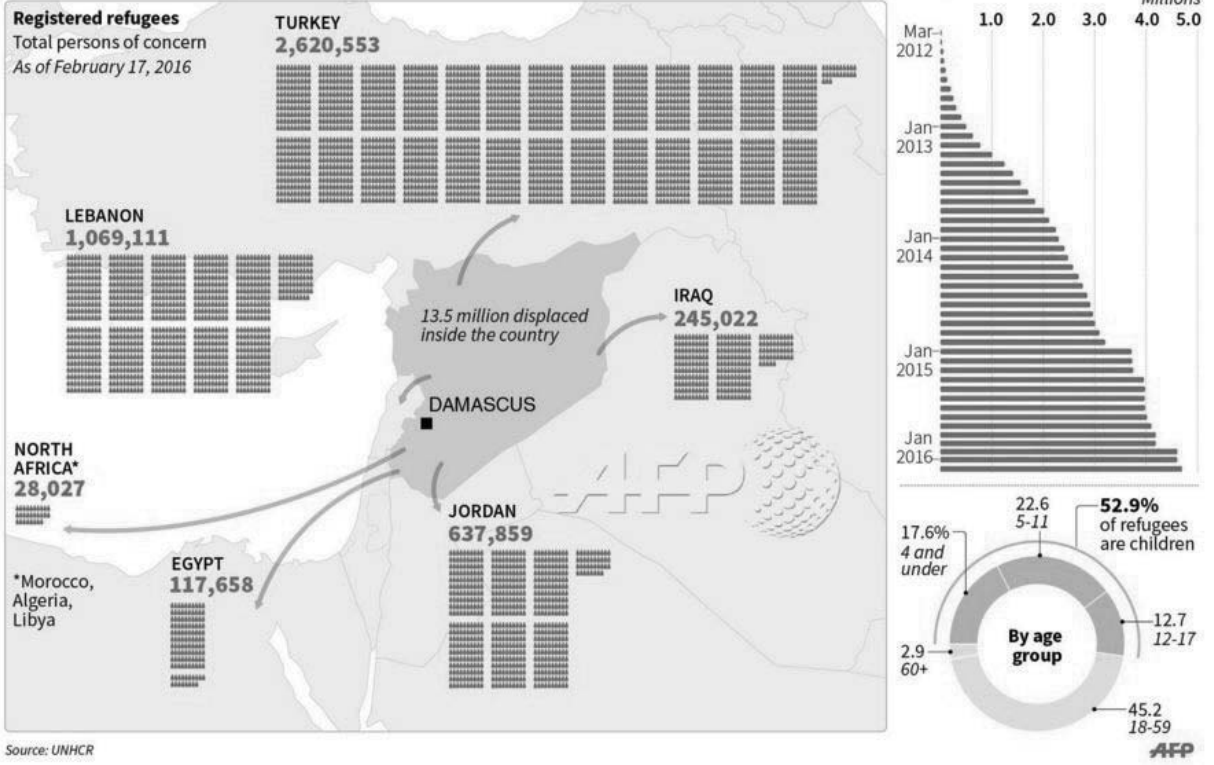 Registered refugees
Total persons of concern
As of February 17, 2016
TURKEY
2,620,553
LEBANON
1,069,111
13.5 million displaced
inside the country
IRAQ
245,022
DAMASCUS
NORTH
AFRICA*
28,027
AFP
JORDAN
637,859
EGYPT
117,658
*Morocco,
Algeria,
Libya
Millions
1.0 2.0 3.0 4.0 5.0
Mar
2012
Jan
2013
Jan
2014
Jan
2015
Jan
2016
22.6
5-11
52.9%
of refugees
are children
17.6%
4 and
under
By age
group
12.7
12-17
2.9
60+
45.2
18-59
Source: UNHCR
AFP